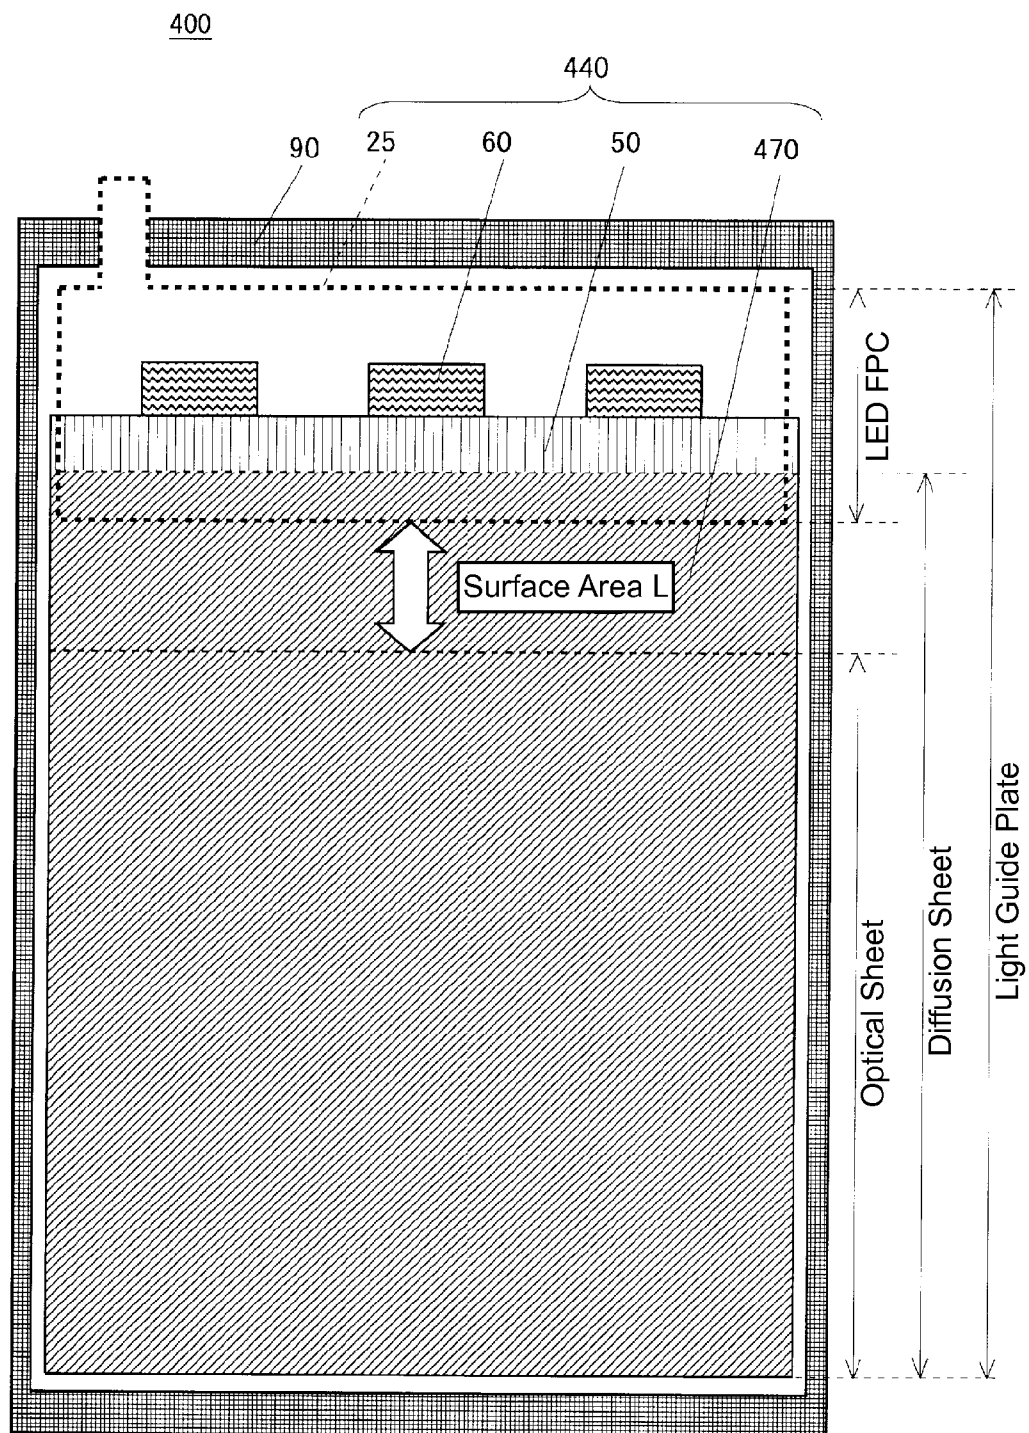 400
440
90
25
60
50
470
LED FPC
Surface Area L
Optical Sheet
Diffusion Sheet
Light Guide Plate